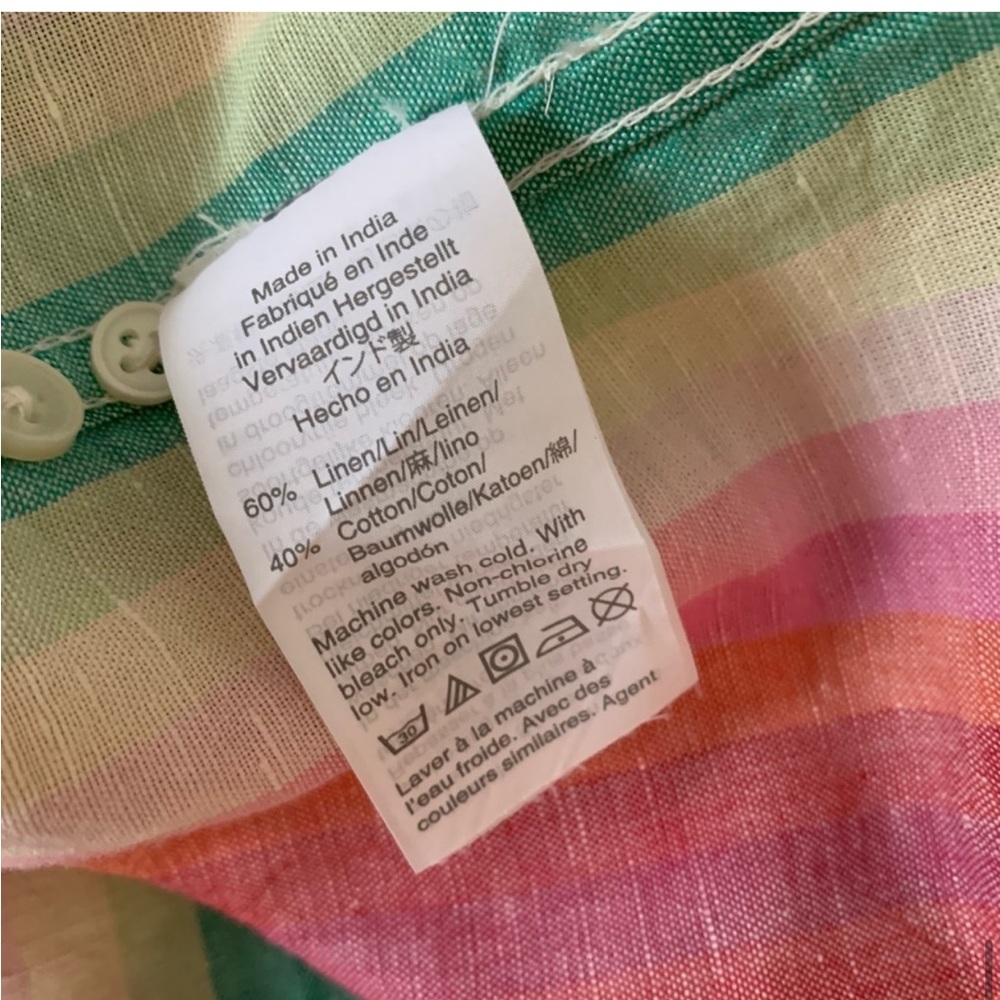 Made in India
Fabriqué en Inde
in Indien Hergestellt
Vervaardigd in India
インド製
Hecho en India
60% Linen/Lin/Leinen/
Linnen/麻/lino
40% Cotton/Coton/
Baumwolle/Katoen/綿/
algodón
Machine wash cold. With
like colors. Non-chlorine
bleach only. Tumble dry
low. Iron on lowest setting.
30
Laver à la machine à
l'eau froide. Avec des
couleurs similaires. Agent